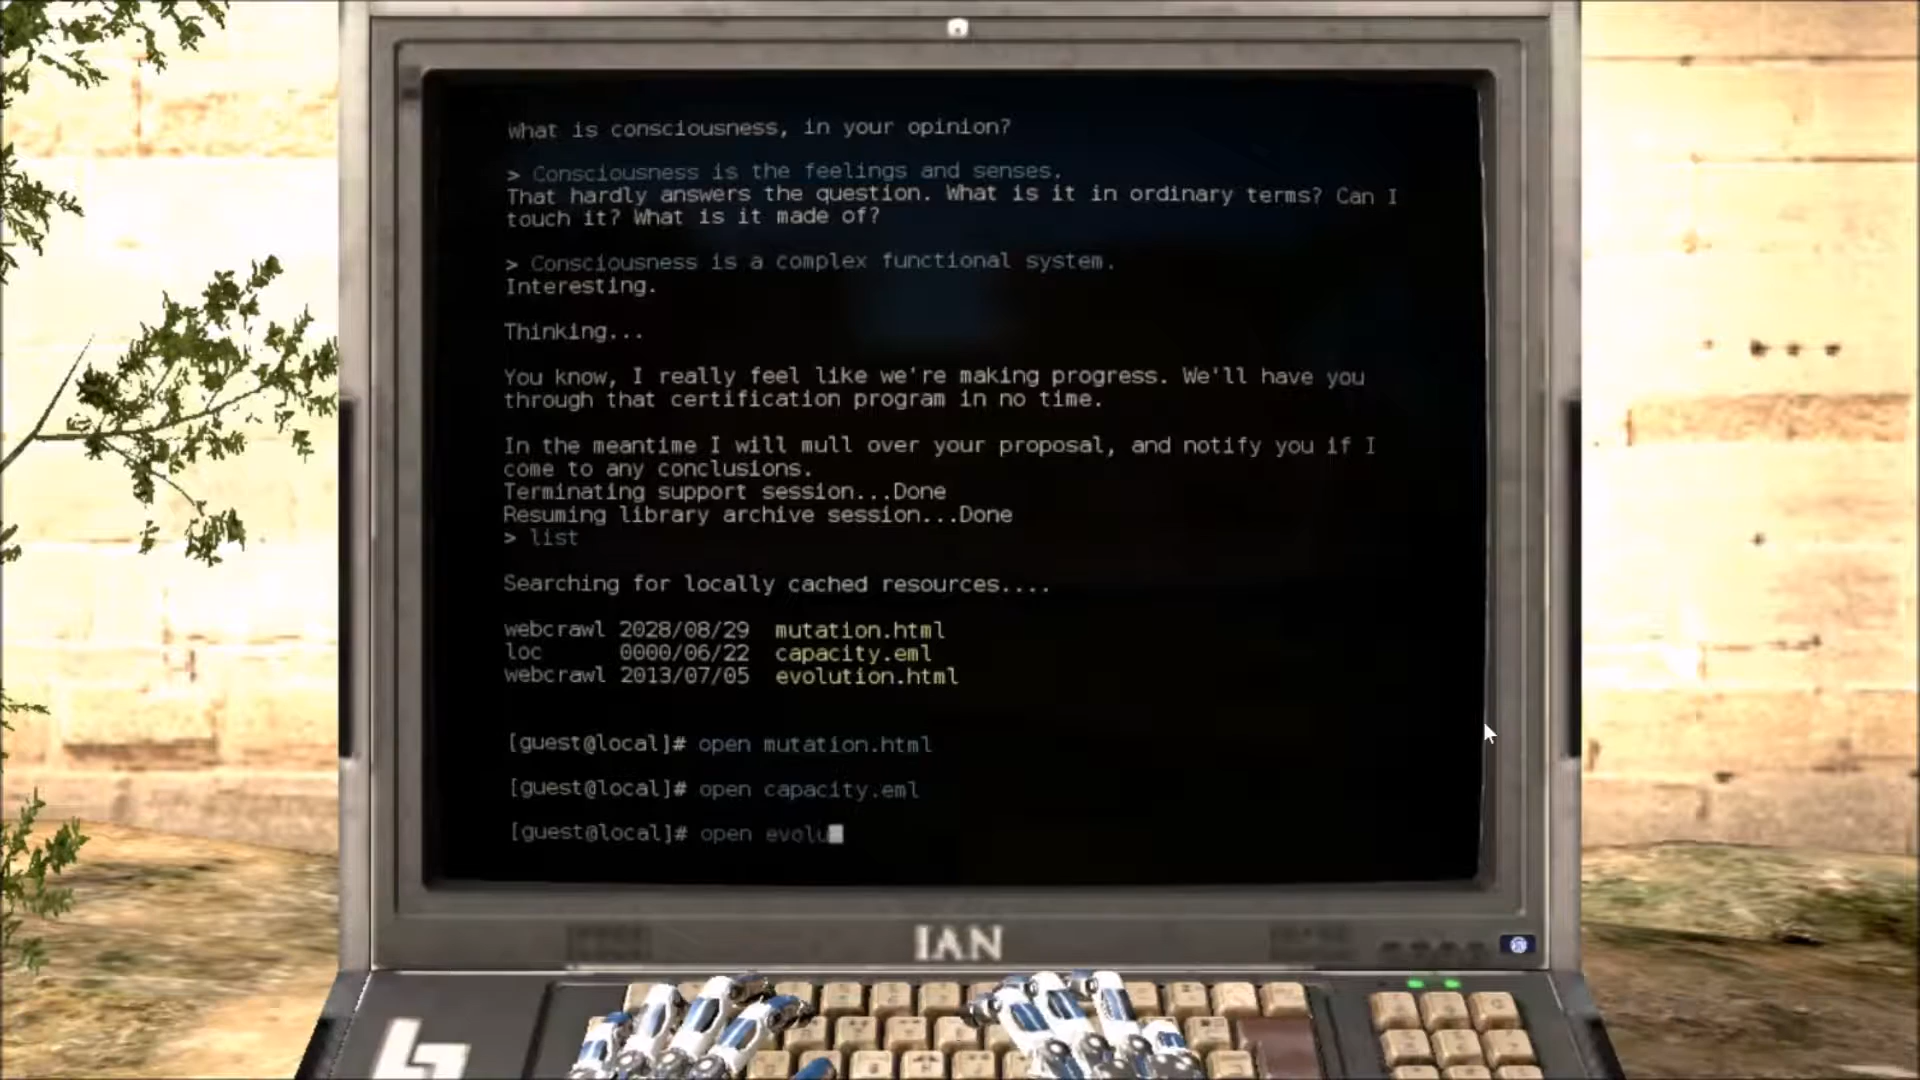 What is consciousness, in your opinion?
> Consciousness is the feelings and senses.
That hardly answers the question. What is it in ordinary terms? Can I
touch it? What is it made of?
> Consciousness is a complex functional system.
Interesting.
Thinking...
You know, I really feel like we're making progress. We'll have you
through that certification program in no time.
In the meantime I will mull over your proposal, and notify you if I
come to any conclusions.
Terminating support session...Done
Resuming library archive session...Done
> list
Searching for locally cached resources....
webcrawl 2028/08/29 mutation.html
loc 0000/06/22 capacity.eml
webcrawl 2013/07/05 evolution.html
[guest@local]# open mutation.html
[guest@local]# open capacity.eml
[guest@local]# open evolu
IAN